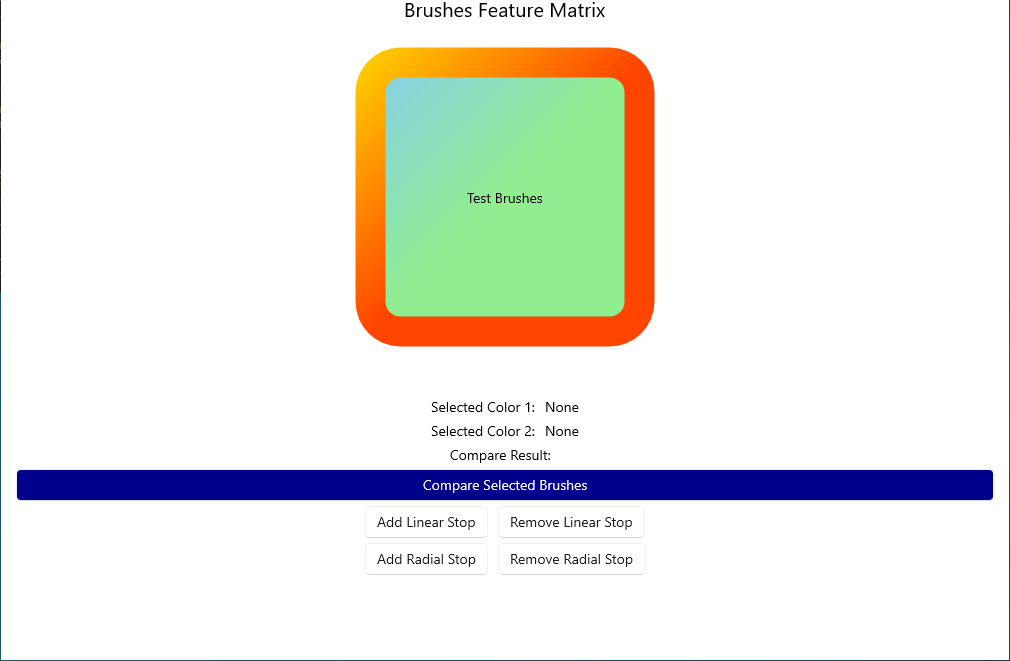 Brushes Feature Matrix
Test Brushes
Selected Color 1: None
Selected Color 2: None
Compare Result:
Compare Selected Brushes
Add Linear Stop Remove Linear Stop
Add Radial Stop Remove Radial Stop